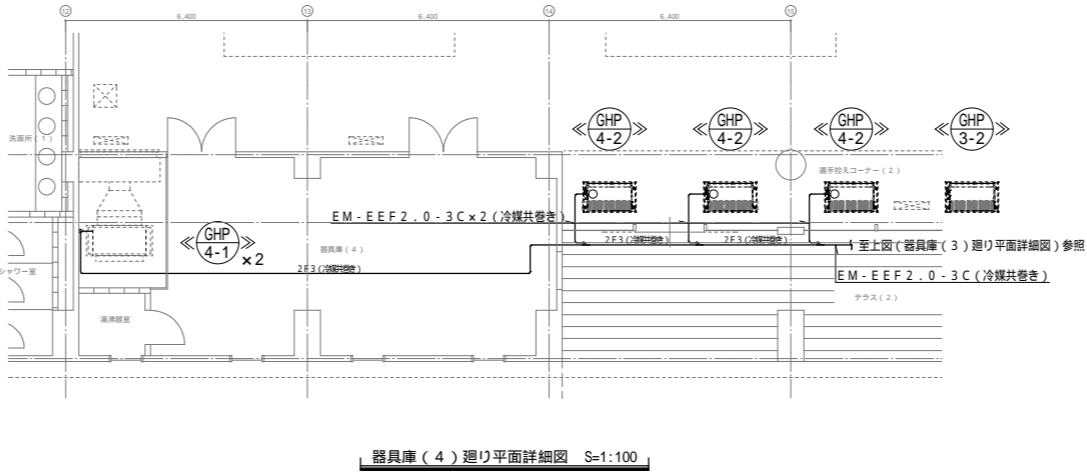 12 13 14 15
6,400 6,400 6,400
洗面所(1)
GHP
4-2
GHP
4-2
GHP
4-2
GHP
3-2
選手控えコーナー(2)
EM-EEF2.0-3C×2(冷媒共巻き)
GHP
4-1 ×2
器具庫(4)
2F3(冷媒共巻き) 2F3(冷媒共巻き)
至上図(器具庫(3)廻り平面詳細図)参照
シャワー室
2F3(冷媒共巻き)
EM-EEF2.0-3C(冷媒共巻き)
テラス(2)
湯沸器室
器具庫(4)廻り平面詳細図 S=1:100